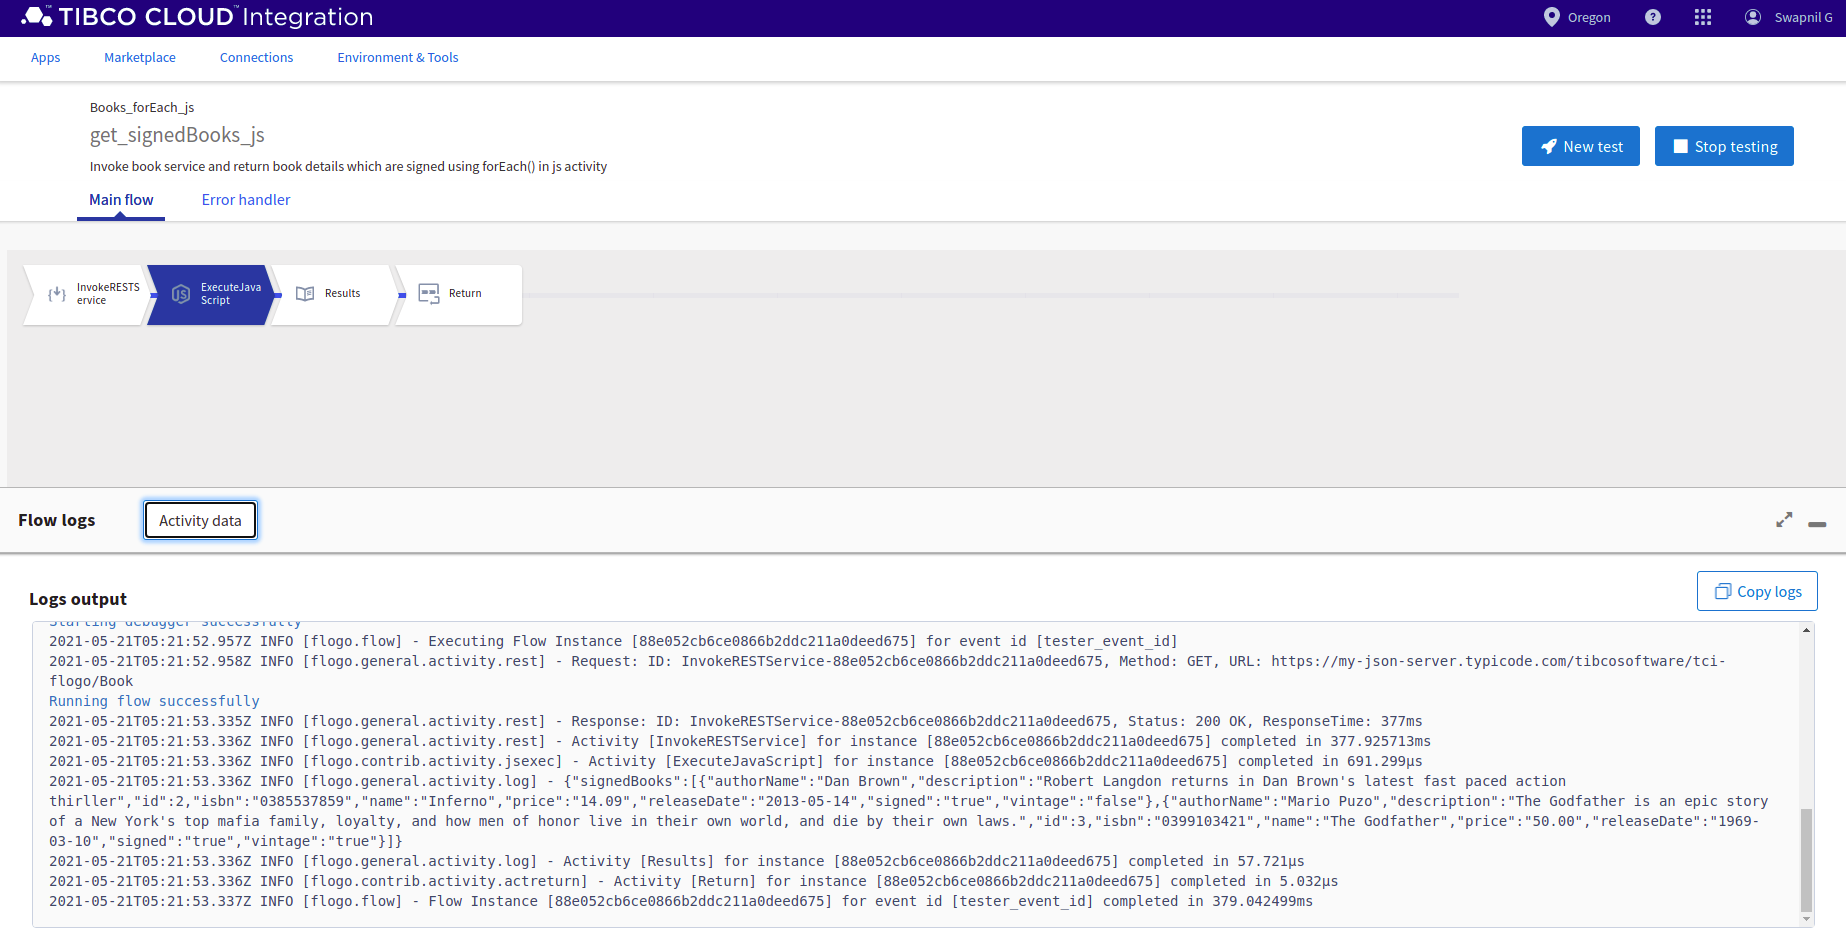 TIBCO CLOUD™ Integration
Oregon
Swapnil G
Apps
Marketplace
Connections
Environment & Tools
Books_forEach_js
get_signedBooks_js
Invoke book service and return book details which are signed using forEach() in js activity
New test
Stop testing
Main flow
Error handler
InvokeRESTS
ervice
JS
ExecuteJava
Script
Results
Return
Flow logs
Activity data
Logs output
Copy logs
Starting debugger successfully
2021-05-21T05:21:52.957Z INFO [flogo.flow] - Executing Flow Instance [88e052cb6ce0866b2ddc211a0deed675] for event id [tester_event_id]
2021-05-21T05:21:52.958Z INFO [flogo.general.activity.rest] - Request: ID: InvokeRESTService-88e052cb6ce0866b2ddc211a0deed675, Method: GET, URL: https://my-json-server.typicode.com/tibcosoftware/tci-
flogo/Book
Running flow successfully
2021-05-21T05:21:53.335Z INFO [flogo.general.activity.rest] - Response: ID: InvokeRESTService-88e052cb6ce0866b2ddc211a0deed675, Status: 200 OK, ResponseTime: 377ms
2021-05-21T05:21:53.336Z INFO [flogo.general.activity.rest] - Activity [InvokeRESTService] for instance [88e052cb6ce0866b2ddc211a0deed675] completed in 377.925713ms
2021-05-21T05:21:53.336Z INFO [flogo.contrib.activity.jsexec] - Activity [ExecuteJavaScript] for instance [88e052cb6ce0866b2ddc211a0deed675] completed in 691.299µs
2021-05-21T05:21:53.336Z INFO [flogo.general.activity.log] - {"signedBooks":[{"authorName":"Dan Brown","description":"Robert Langdon returns in Dan Brown's latest fast paced action
thirller","id":2,"isbn":"0385537859","name":"Inferno","price":"14.09","releaseDate":"2013-05-14","signed":"true","vintage":"false"},{"authorName":"Mario Puzo","description":"The Godfather is an epic story
of a New York's top mafia family, loyalty, and how men of honor live in their own world, and die by their own laws.","id":3,"isbn":"0399103421","name":"The Godfather","price":"50.00","releaseDate":"1969-
03-10","signed":"true","vintage":"true"}]}
2021-05-21T05:21:53.336Z INFO [flogo.general.activity.log] - Activity [Results] for instance [88e052cb6ce0866b2ddc211a0deed675] completed in 57.721µs
2021-05-21T05:21:53.336Z INFO [flogo.contrib.activity.actreturn] - Activity [Return] for instance [88e052cb6ce0866b2ddc211a0deed675] completed in 5.032µs
2021-05-21T05:21:53.337Z INFO [flogo.flow] - Flow Instance [88e052cb6ce0866b2ddc211a0deed675] for event id [tester_event_id] completed in 379.042499ms